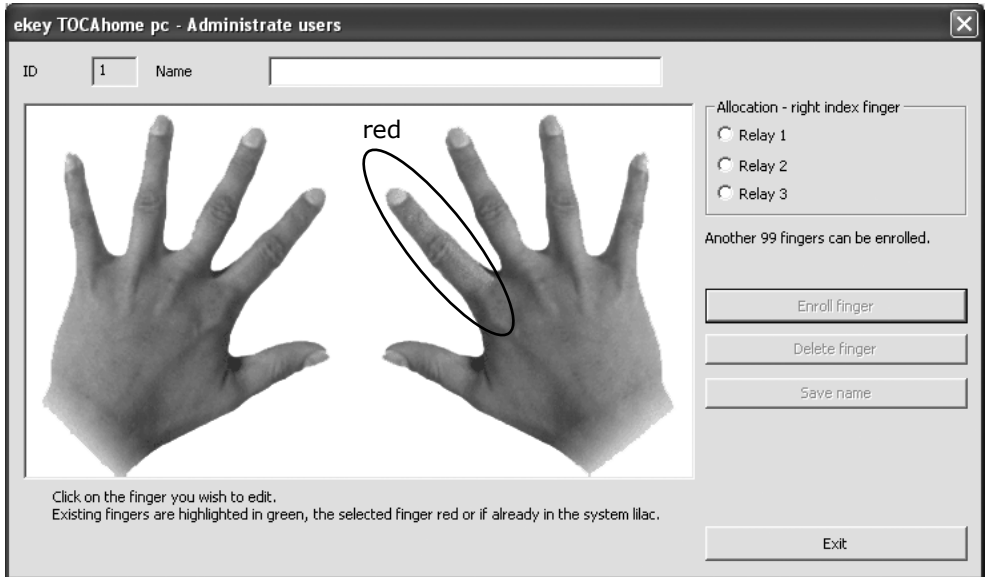 ekey TOCAhome pc - Administrate users
ID 1 Name
red
Allocation - right index finger
Relay 1
Relay 2
Relay 3
Another 99 fingers can be enrolled.
Enroll finger
Delete finger
Save name
Click on the finger you wish to edit.
Existing fingers are highlighted in green, the selected finger red or if already in the system lilac.
Exit